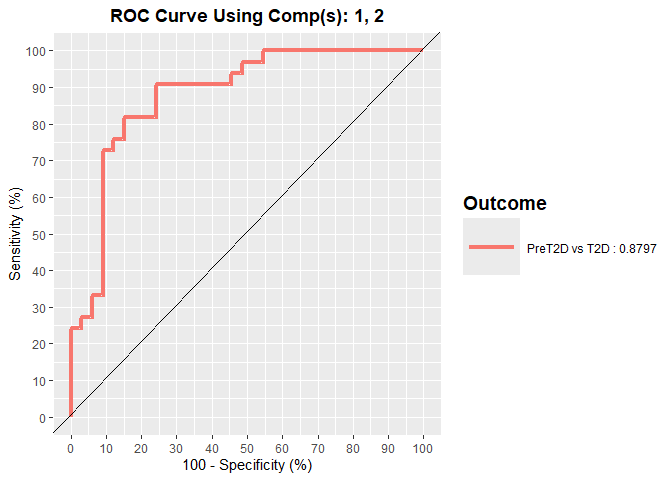 ROC Curve Using Comp(s): 1, 2
100
90
80
70
60
50
40
30
20
10
0
Sensitivity (%)
0 10 20 30 40 50 60 70 80 90 100
100 - Specificity (%)
Outcome
PreT2D vs T2D : 0.8797